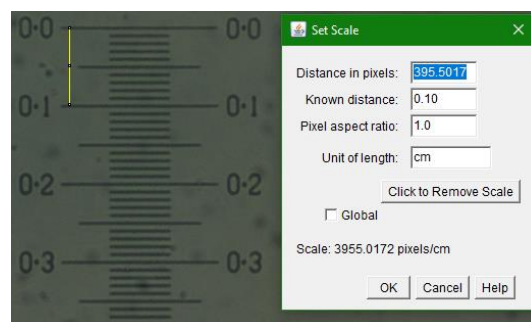 0·0 0·0
0·1 0·1
0·2 0·2
0·3 0·3
Set Scale
Distance in pixels: 395.5017
Known distance: 0.10
Pixel aspect ratio: 1.0
Unit of length: cm
Click to Remove Scale
Global
Scale: 3955.0172 pixels/cm
OK Cancel Help